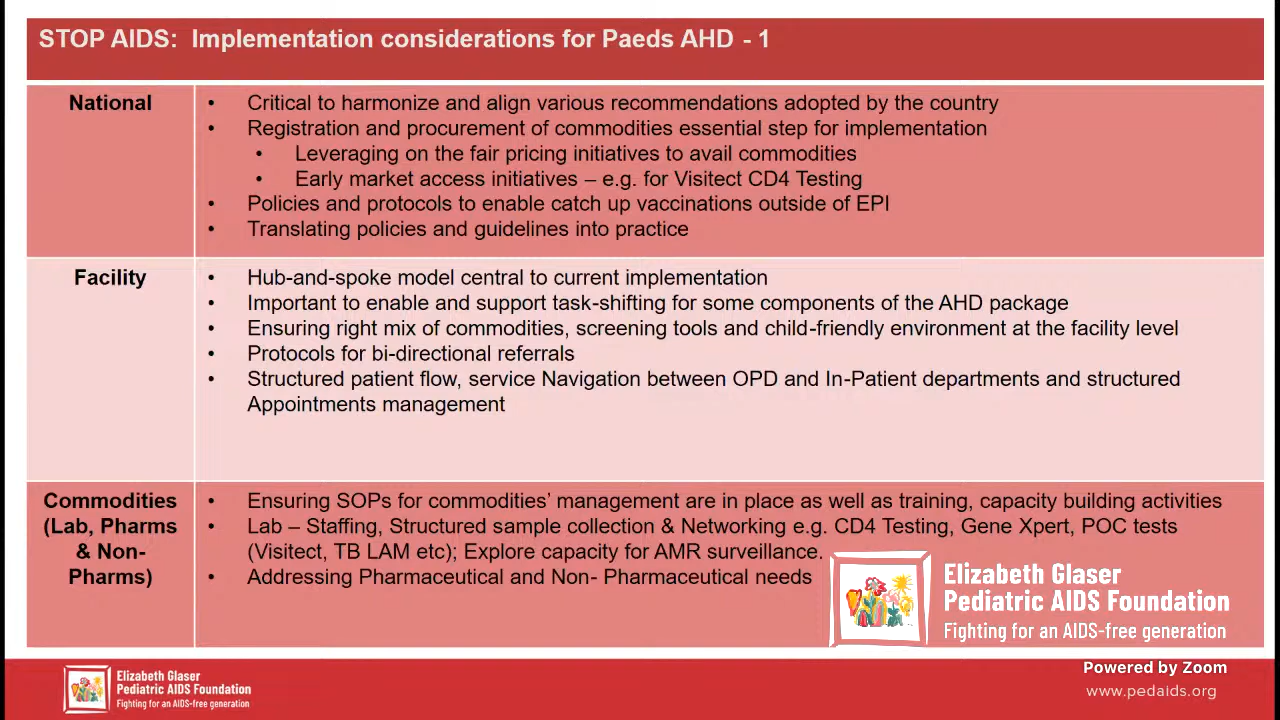 STOP AIDS: Implementation considerations for Paeds AHD - 1
National
• Critical to harmonize and align various recommendations adopted by the country
• Registration and procurement of commodities essential step for implementation
• Leveraging on the fair pricing initiatives to avail commodities
• Early market access initiatives – e.g. for Visitect CD4 Testing
• Policies and protocols to enable catch up vaccinations outside of EPI
• Translating policies and guidelines into practice
Facility
• Hub-and-spoke model central to current implementation
• Important to enable and support task-shifting for some components of the AHD package
• Ensuring right mix of commodities, screening tools and child-friendly environment at the facility level
• Protocols for bi-directional referrals
• Structured patient flow, service Navigation between OPD and In-Patient departments and structured
Appointments management
Commodities
(Lab, Pharms
& Non-
Pharms)
• Ensuring SOPs for commodities’ management are in place as well as training, capacity building activities
• Lab – Staffing, Structured sample collection & Networking e.g. CD4 Testing, Gene Xpert, POC tests
(Visitect, TB LAM etc); Explore capacity for AMR surveillance.
• Addressing Pharmaceutical and Non- Pharmaceutical needs
Elizabeth Glaser
Pediatric AIDS Foundation
Fighting for an AIDS-free generation
Elizabeth Glaser
Pediatric AIDS Foundation
Fighting for an AIDS-free generation
Powered by Zoom
www.pedaids.org